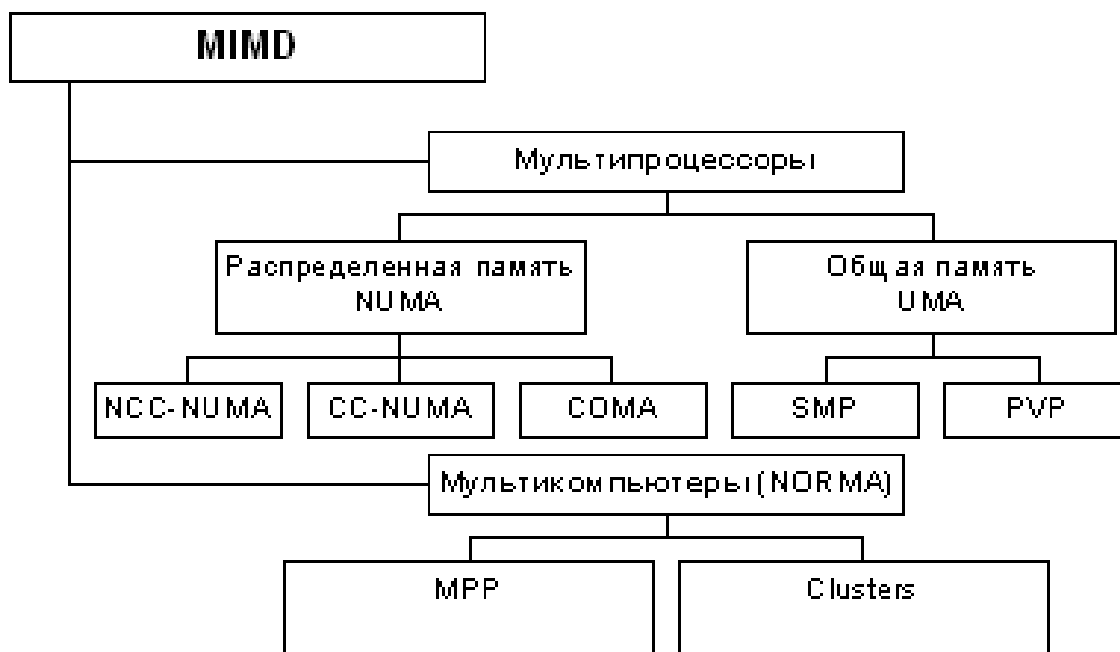 MIMD
Мультипроцессоры
Распределенная память
NUMA
Общая память
UMA
NCC-NUMA
CC-NUMA
COMA
SMP
PVP
Мультикомпьютеры(NORMA)
MPP
Clusters